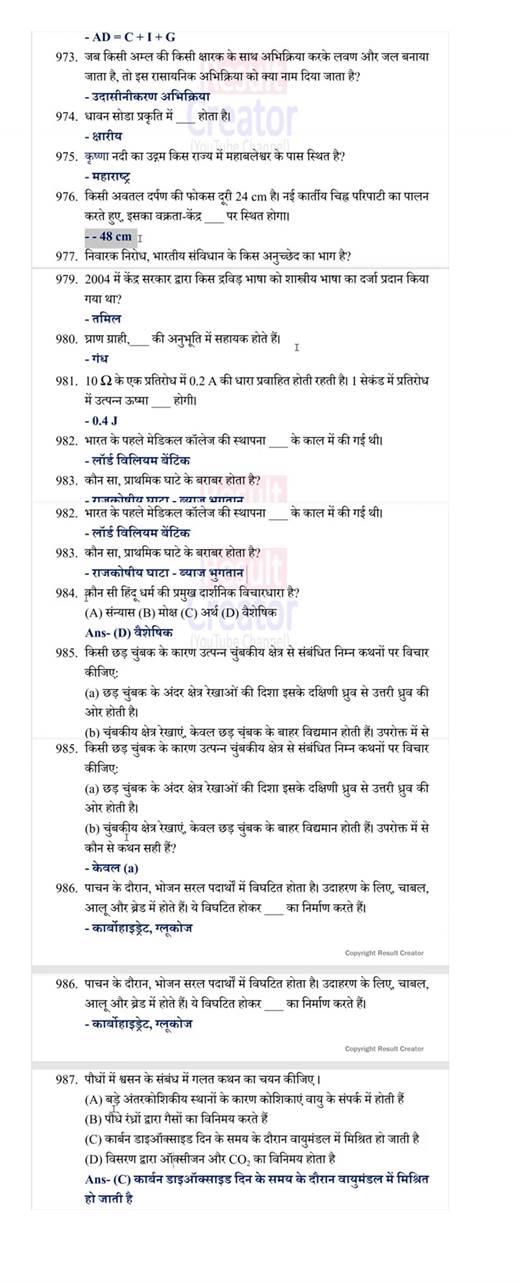 - AD = C + I + G
973. जब किसी अम्ल की किसी क्षारक के साथ अभिक्रिया करके लवण और जल बनाया
जाता है, तो इस रासायनिक अभिक्रिया को क्या नाम दिया जाता है?
- उदासीनीकरण अभिक्रिया
974. धावन सोडा प्रकृति में ___ होता है।
- क्षारीय
975. कृष्णा नदी का उद्गम किस राज्य में महाबलेश्वर के पास स्थित है?
- महाराष्ट्र
976. किसी अवतल दर्पण की फोकस दूरी 24 cm है। नई कार्तीय चिह्न परिपाटी का पालन
करते हुए, इसका वक्रता-केंद्र ___ पर स्थित होगा।
- - 48 cm
977. निवारक निरोध, भारतीय संविधान के किस अनुच्छेद का भाग है?
979. 2004 में केंद्र सरकार द्वारा किस द्रविड़ भाषा को शास्त्रीय भाषा का दर्जा प्रदान किया
गया था?
- तमिल
980. घ्राण ग्राही,___ की अनुभूति में सहायक होते हैं।
- गंध
981. 10 Ω के एक प्रतिरोध में 0.2 A की धारा प्रवाहित होती रहती है। 1 सेकंड में प्रतिरोध
में उत्पन्न ऊष्मा ___ होगी।
- 0.4 J
982. भारत के पहले मेडिकल कॉलेज की स्थापना ___ के काल में की गई थी।
- लॉर्ड विलियम बेंटिंक
983. कौन सा, प्राथमिक घाटे के बराबर होता है?
- राजकोषीय घाटा - ब्याज भुगतान
982. भारत के पहले मेडिकल कॉलेज की स्थापना ___ के काल में की गई थी।
- लॉर्ड विलियम बेंटिंक
983. कौन सा, प्राथमिक घाटे के बराबर होता है?
- राजकोषीय घाटा - ब्याज भुगतान
984. कौन सी हिंदू धर्म की प्रमुख दार्शनिक विचारधारा है?
(A) संन्यास (B) मोक्ष (C) अर्थ (D) वैशेषिक
Ans- (D) वैशेषिक
985. किसी छड़ चुंबक के कारण उत्पन्न चुंबकीय क्षेत्र से संबंधित निम्न कथनों पर विचार
कीजिए:
(a) छड़ चुंबक के अंदर क्षेत्र रेखाओं की दिशा इसके दक्षिणी ध्रुव से उत्तरी ध्रुव की
ओर होती है।
(b) चुंबकीय क्षेत्र रेखाएं, केवल छड़ चुंबक के बाहर विद्यमान होती हैं। उपरोक्त में से
985. किसी छड़ चुंबक के कारण उत्पन्न चुंबकीय क्षेत्र से संबंधित निम्न कथनों पर विचार
कीजिए:
(a) छड़ चुंबक के अंदर क्षेत्र रेखाओं की दिशा इसके दक्षिणी ध्रुव से उत्तरी ध्रुव की
ओर होती है।
(b) चुंबकीय क्षेत्र रेखाएं, केवल छड़ चुंबक के बाहर विद्यमान होती हैं। उपरोक्त में से
कौन से कथन सही हैं?
- केवल (a)
986. पाचन के दौरान, भोजन सरल पदार्थों में विघटित होता है। उदाहरण के लिए, चाबल,
आलू और ब्रेड में होते हैं। ये विघटित होकर ___ का निर्माण करते हैं।
- कार्बोहाइड्रेट, ग्लूकोज
Copyright Result Creator
986. पाचन के दौरान, भोजन सरल पदार्थों में विघटित होता है। उदाहरण के लिए, चाबल,
आलू और ब्रेड में होते हैं। ये विघटित होकर ___ का निर्माण करते हैं।
- कार्बोहाइड्रेट, ग्लूकोज
Copyright Result Creator
987. पौधों में श्वसन के संबंध में गलत कथन का चयन कीजिए।
(A) बड़े अंतरकोशिकीय स्थानों के कारण कोशिकाएं वायु के संपर्क में होती हैं
(B) पौधे रंध्रों द्वारा गैसों का विनिमय करते हैं
(C) कार्बन डाइऑक्साइड दिन के समय के दौरान वायुमंडल में मिश्रित हो जाती है
(D) विसरण द्वारा ऑक्सीजन और CO₂ का विनिमय होता है
Ans- (C) कार्बन डाइऑक्साइड दिन के समय के दौरान वायुमंडल में मिश्रित
हो जाती है